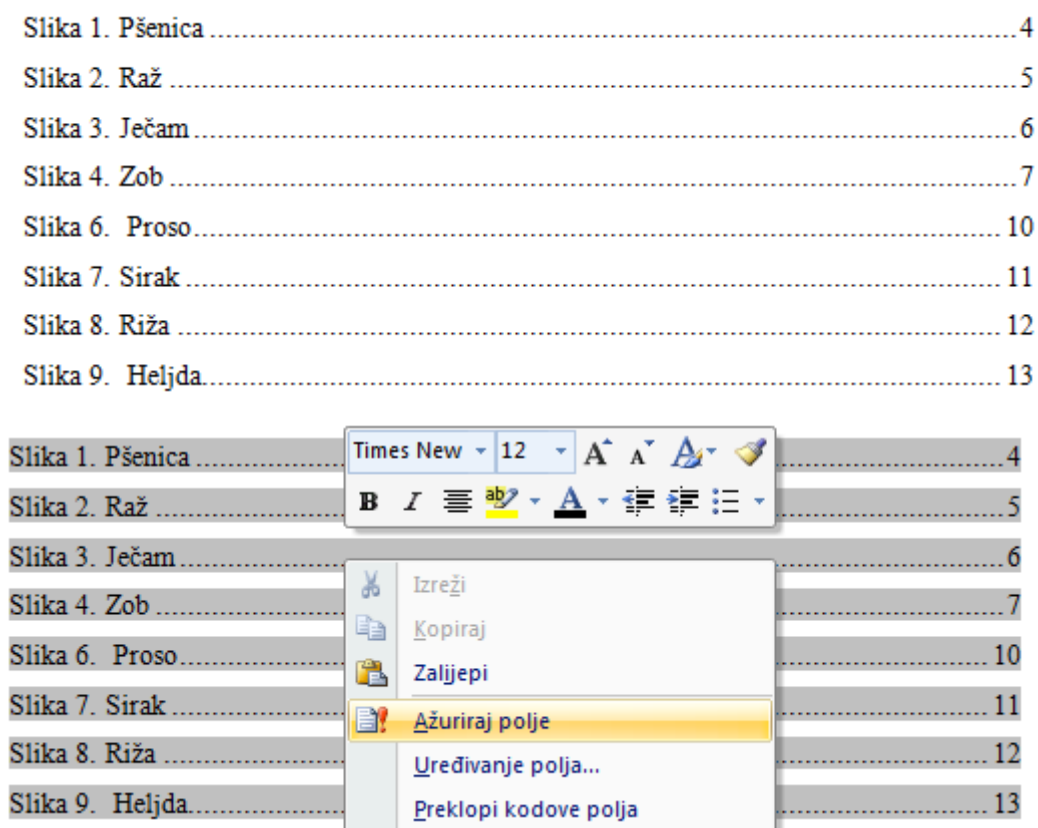 Slika 1. Pšenica ........................................ 4
Slika 2. Raž ........................................ 5
Slika 3. Ječam ........................................ 6
Slika 4. Zob ........................................ 7
Slika 6.  Proso ........................................ 10
Slika 7. Sirak ........................................ 11
Slika 8. Riža ........................................ 12
Slika 9.  Heljda ........................................ 13
Times New 12
Slika 1. Pšenica ........................................ 4
Slika 2. Raž ........................................ 5
Slika 3. Ječam ........................................ 6
Slika 4. Zob ........................................ 7
Slika 6.  Proso ........................................ 10
Slika 7. Sirak ........................................ 11
Slika 8. Riža ........................................ 12
Slika 9.  Heljda ........................................ 13
Izreži
Kopiraj
Zalijepi
Ažuriraj polje
Uređivanje polja...
Preklopi kodove polja